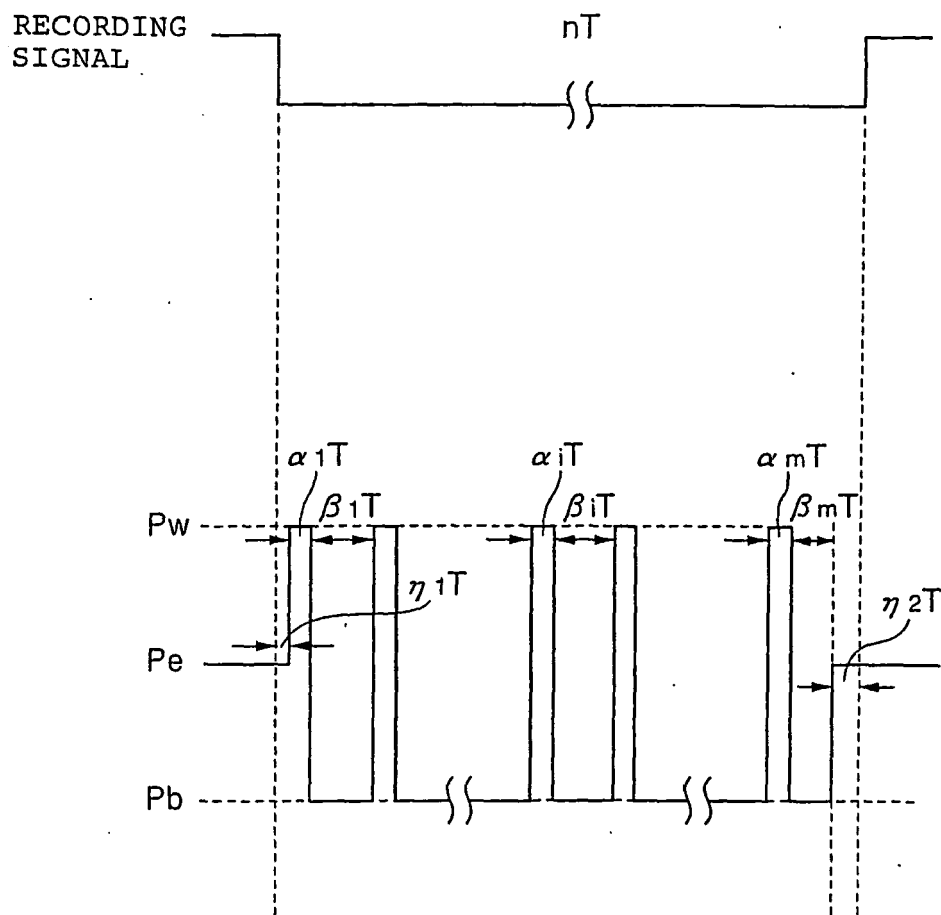 RECORDING
SIGNAL
nT
α1T
αiT
αmT
β1T
βiT
βmT
Pw
η1T
η2T
Pe
Pb